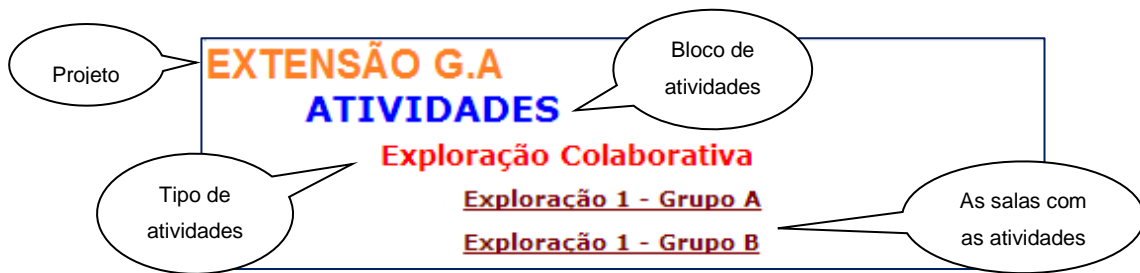 Projeto
EXTENSÃO G.A
Bloco de
atividades
ATIVIDADES
Exploração Colaborativa
Tipo de
atividades
Exploração 1 - Grupo A
Exploração 1 - Grupo B
As salas com
as atividades